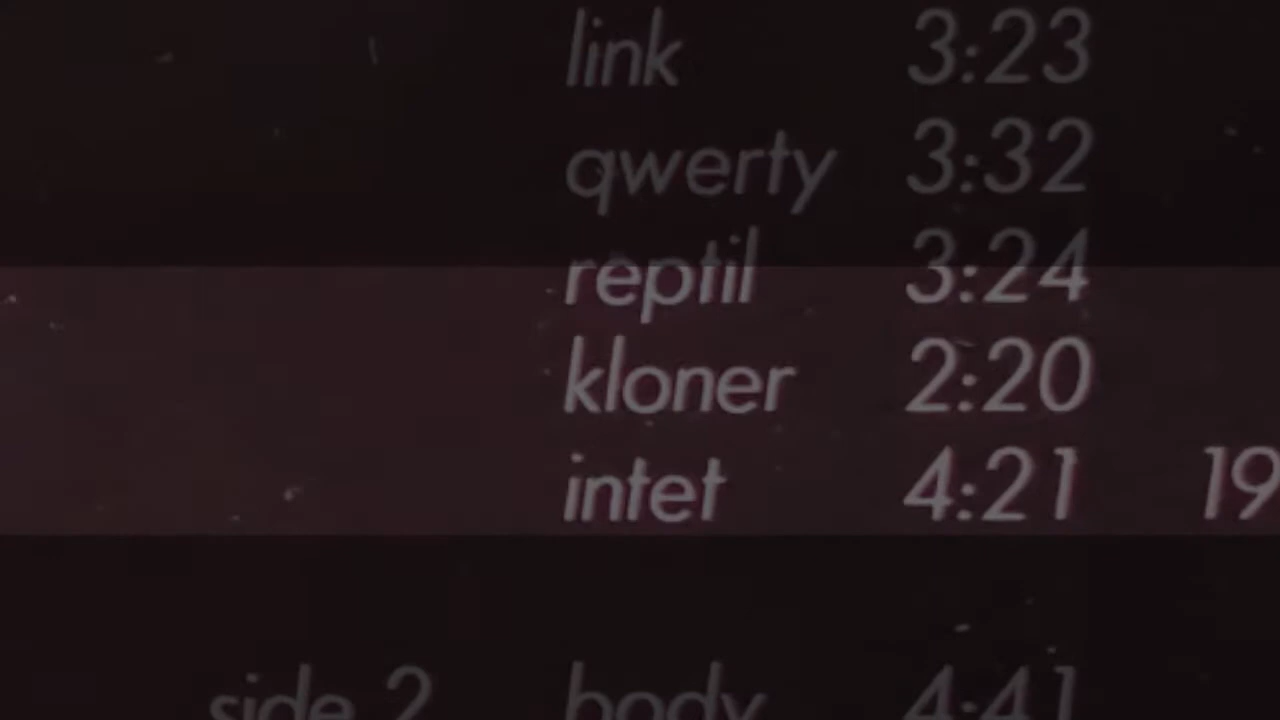 link 3:23
qwerty 3:32
reptil 3:24
kloner 2:20
intet 4:21 19
side 2 body 4:41